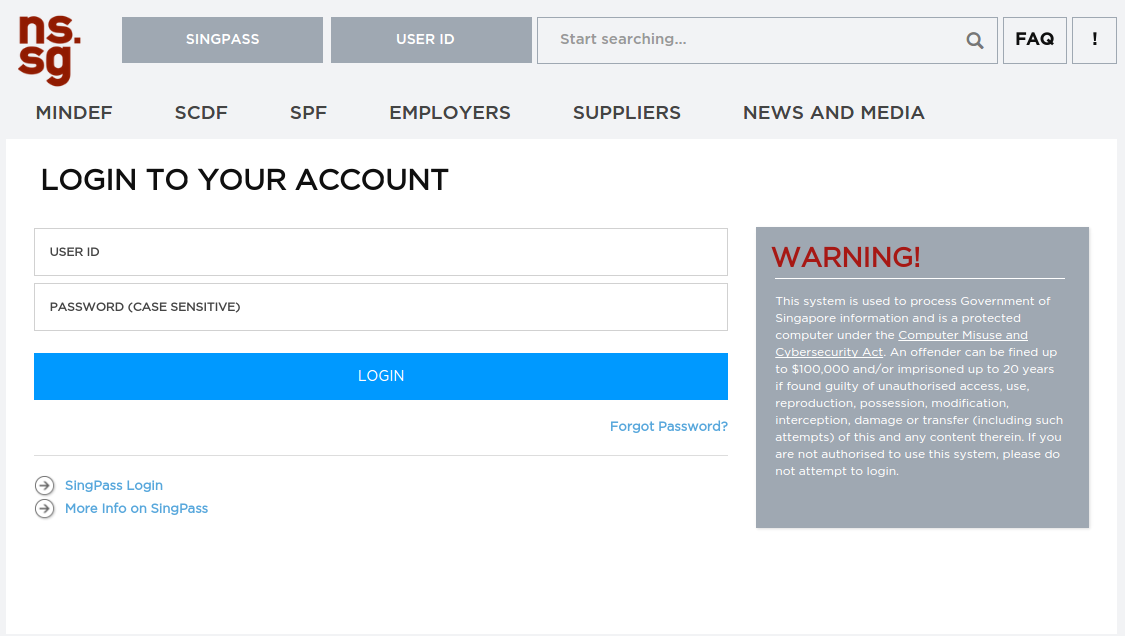 ns.
sg
SINGPASS
USER ID
Start searching...
FAQ
!
MINDEF
SCDF
SPF
EMPLOYERS
SUPPLIERS
NEWS AND MEDIA
LOGIN TO YOUR ACCOUNT
USER ID
PASSWORD (CASE SENSITIVE)
LOGIN
Forgot Password?
SingPass Login
More Info on SingPass
WARNING!
This system is used to process Government of
Singapore information and is a protected
computer under the Computer Misuse and
Cybersecurity Act. An offender can be fined up
to $100,000 and/or imprisoned up to 20 years
if found guilty of unauthorised access, use,
reproduction, possession, modification,
interception, damage or transfer (including such
attempts) of this and any content therein. If you
are not authorised to use this system, please do
not attempt to login.